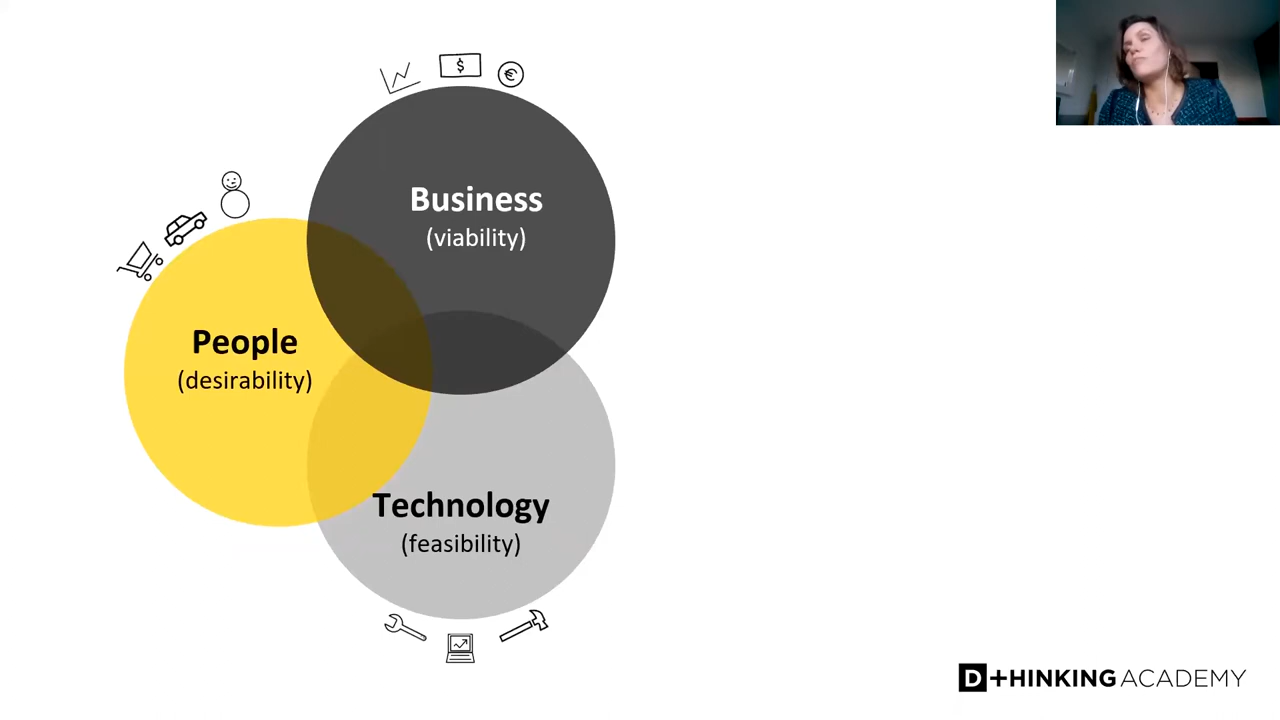 $
€
Business
(viability)
People
(desirability)
Technology
(feasibility)
D+HINKING ACADEMY